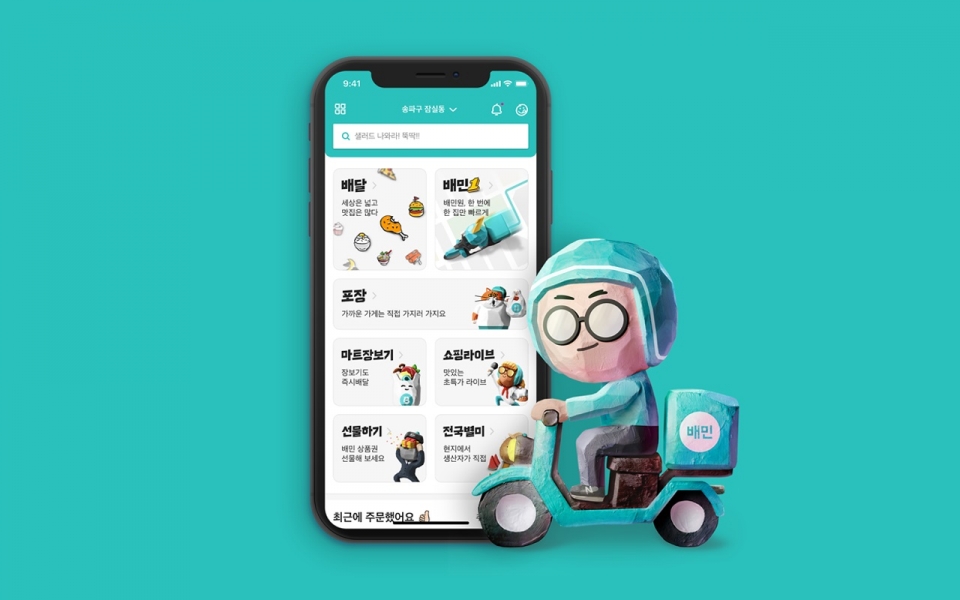 9:41
송파구 잠실동
샐러드 나와라! 뚝딱!!
배달
세상은 넓고
맛집은 많다
배민1
배민원, 한 번에
한 집만 빠르게
포장
가까운 가게는 직접 가지러 가지요
마트장보기
장보기도
즉시배달
쇼핑라이브
맛있는
초특가 라이브
선물하기
배민 상품권
선물해 보세요
전국별미
현지에서
생산자가 직접
최근에 주문했어요
배민